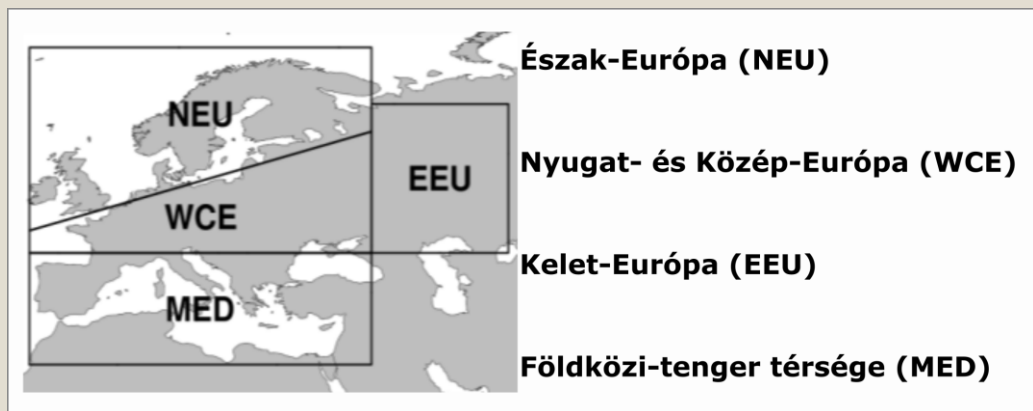 NEU
WCE
EEU
MED
Észak-Európa (NEU)
Nyugat- és Közép-Európa (WCE)
Kelet-Európa (EEU)
Földközi-tenger térsége (MED)